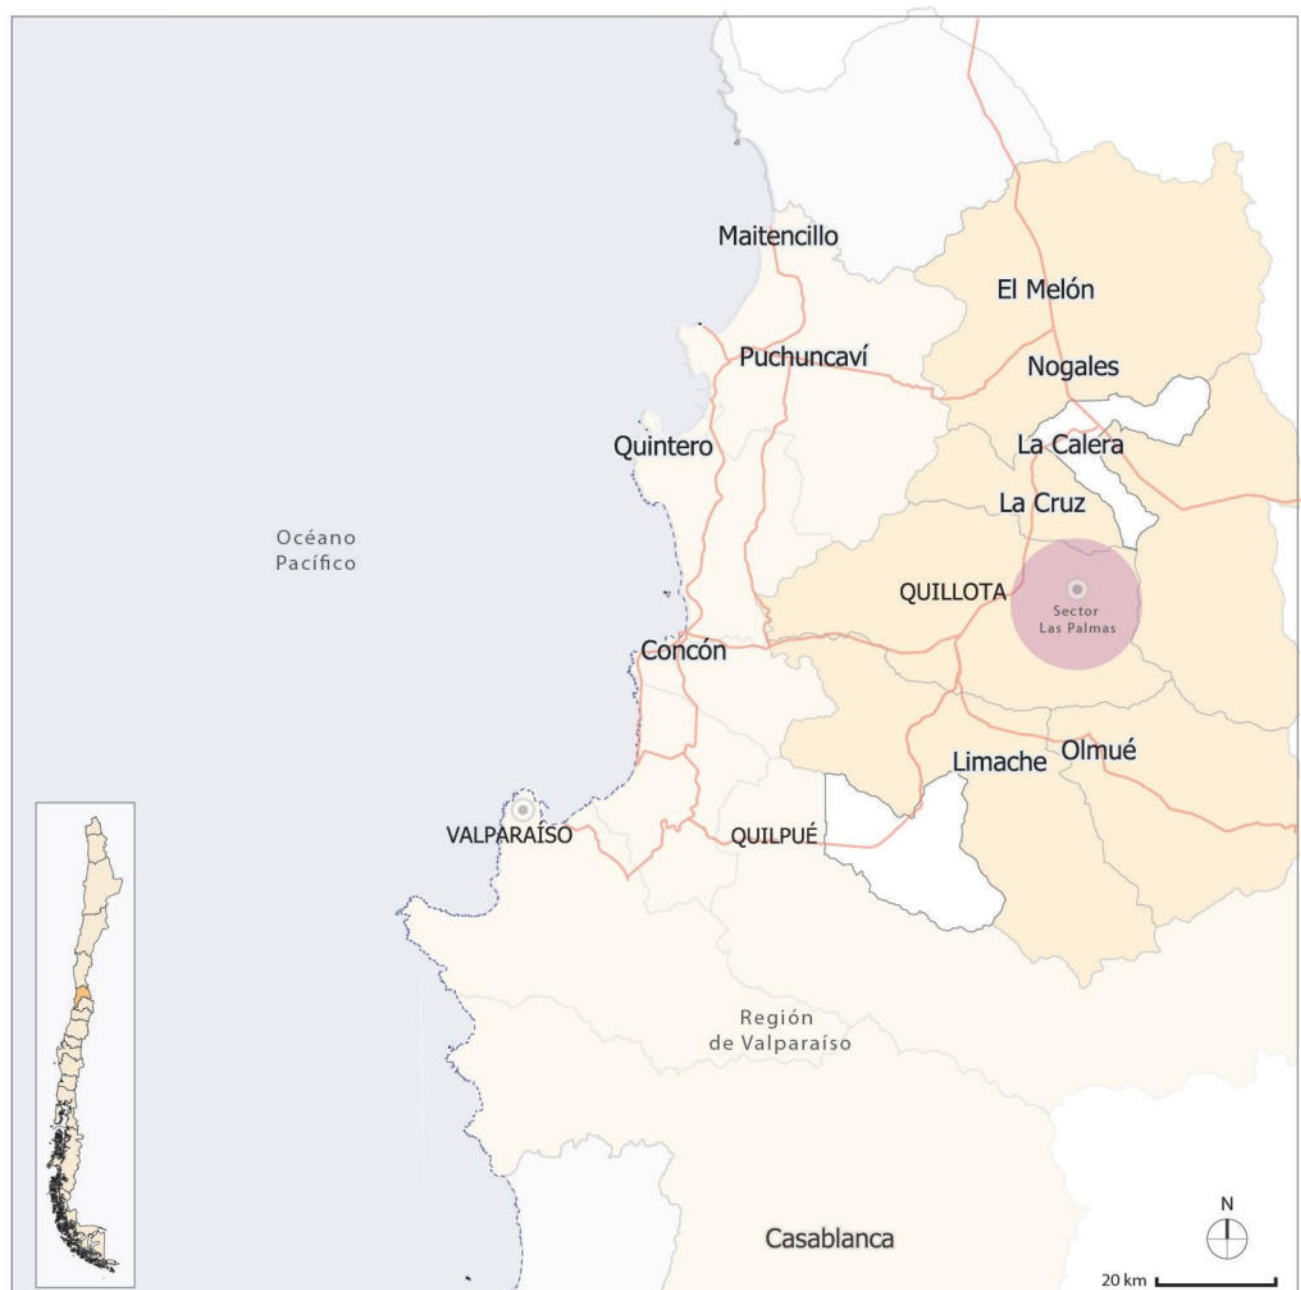 Maitencillo
El Melón
Puchuncaví
Nogales
Quintero
La Calera
La Cruz
Océano
Pacífico
QUILLOTA
Sector
Las Palmas
Concón
Limache
Olmué
VALPARAÍSO
QUILPUÉ
Región
de Valparaíso
Casablanca
N
20 km